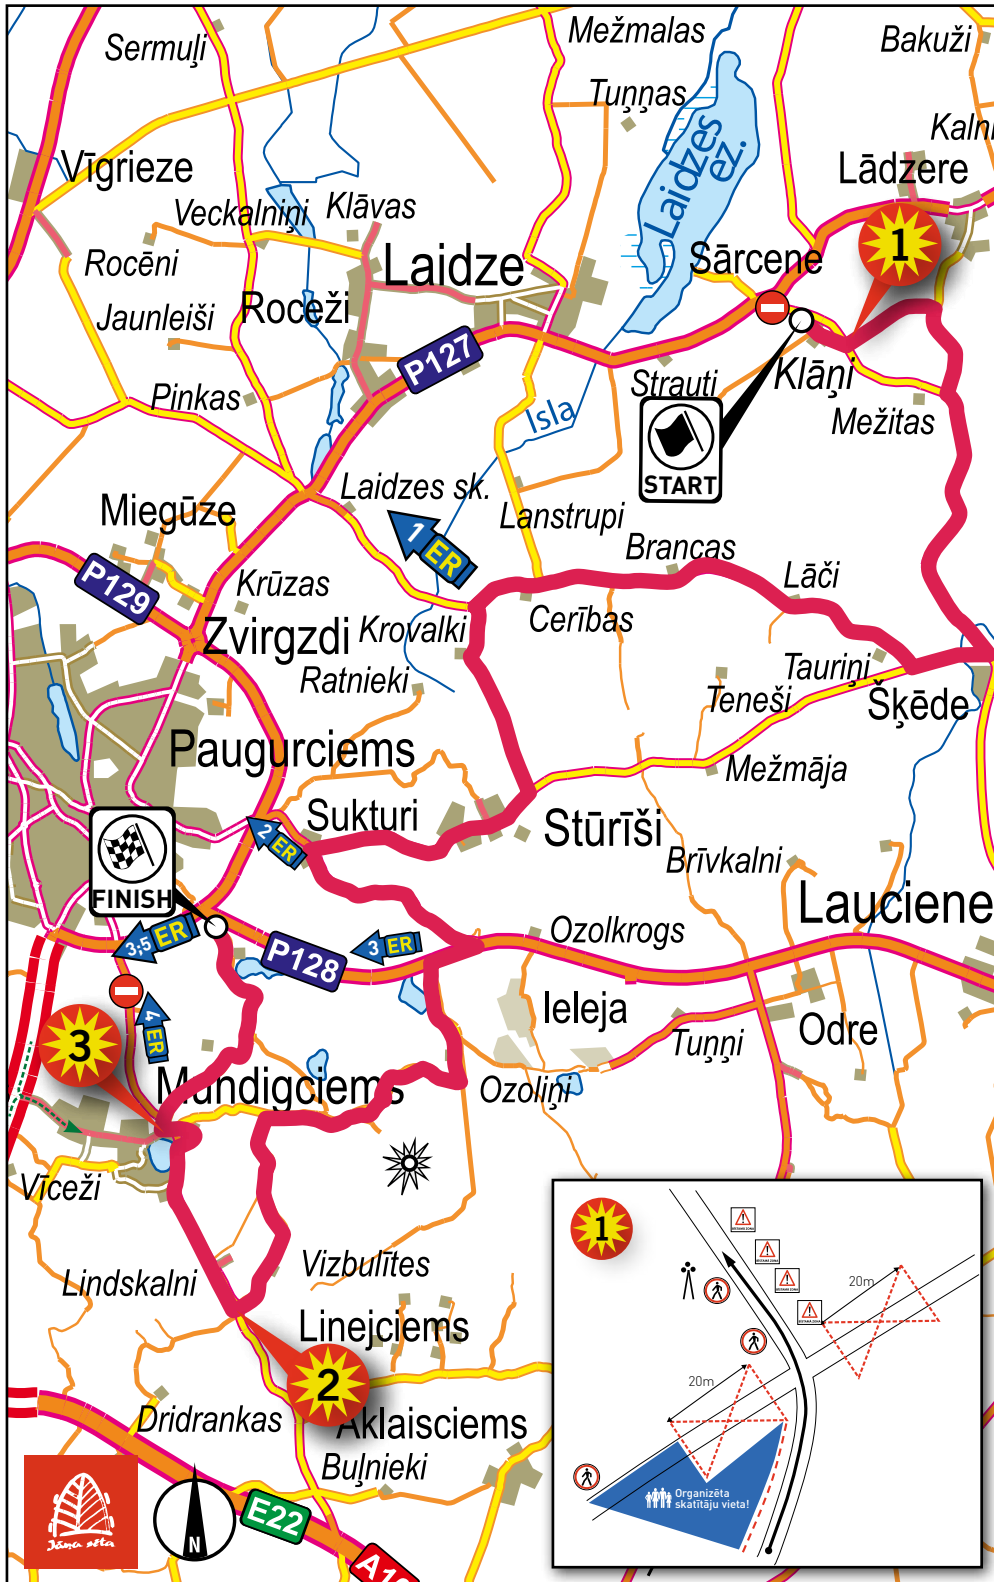 Sermuļi
Mežmalas
Bakuži
Tuņņas
Vīgrieze
Laidzes
ez.
Lādzere
Veckalniņi
Klāvas
Rocēni
Laidze
Sārcene
1
Roceži
Jaunleiši
P127
Strauti
Klāņi
Pinkas
Isla
Mežitas
START
Laidzes sk.
Lanstrupi
Miegūze
1 ER
Brancas
Lāči
P129
Krūzas
Cerības
Zvirgzdi
Krovalki
Ratnieki
Tauriņi
Teneši
Šķēde
Paugurciems
Mežmāja
Sukturi
Stūrīši
2 ER
Brīvkalni
FINISH
Lauciene
3;5 ER
3 ER
Ozolkrogs
P128
Ieleja
Odre
4 ER
Tuņņi
3
Mundigciems
Ozoliņi
Vīceži
Lindskalni
Vizbulītes
Linejciems
2
Dridrankas
Aklaisciems
Buļnieki
E22
N
Jāņa sēta
1
20m
20m
Organizēta
skatītāju vieta!